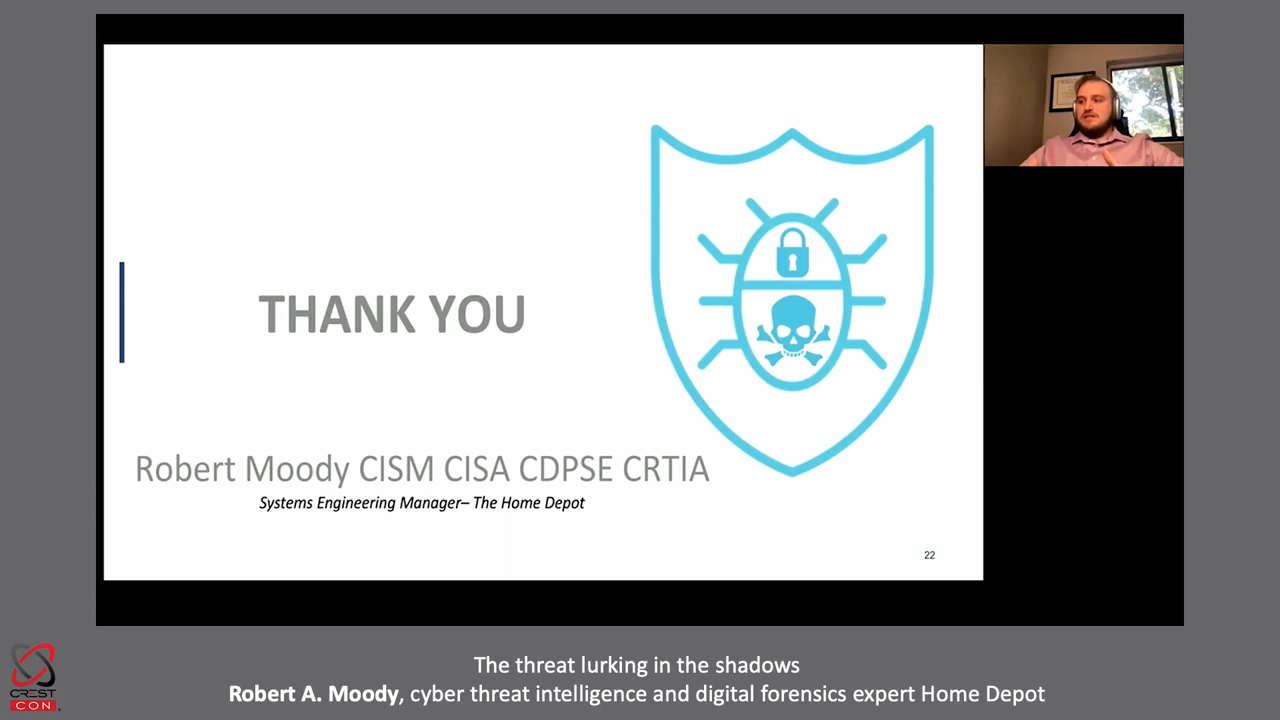 THANK YOU
Robert Moody CISM CISA CDPSE CRTIA
Systems Engineering Manager– The Home Depot
22
The threat lurking in the shadows
Robert A. Moody, cyber threat intelligence and digital forensics expert Home Depot
CREST
CON